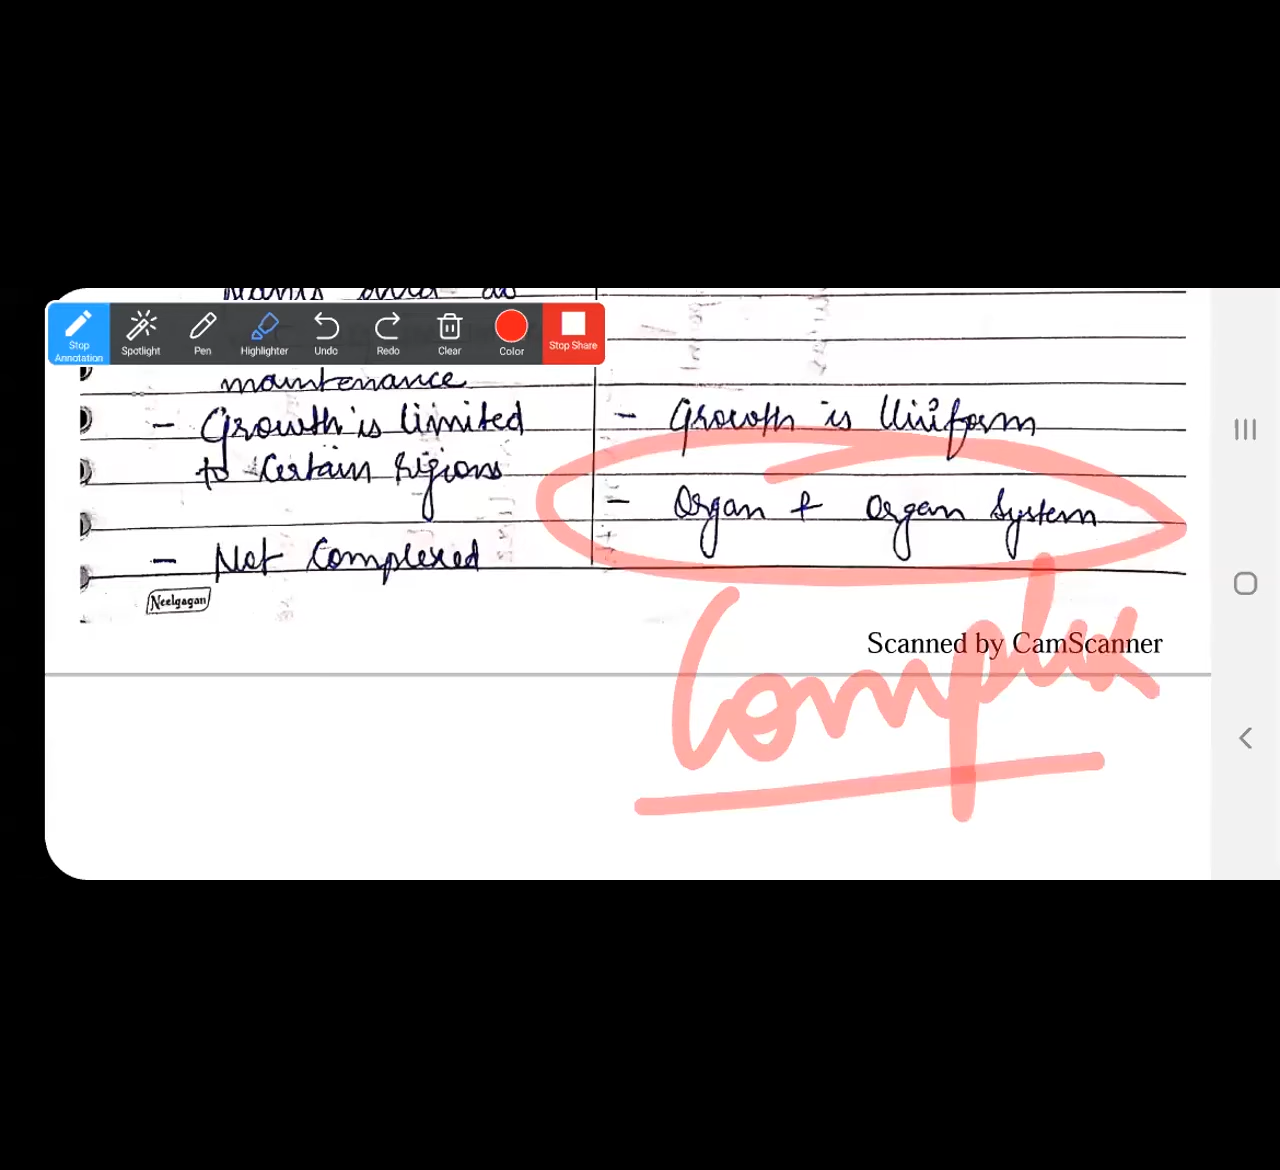 Stop Annotation
Spotlight
Pen
Highlighter
Undo
Redo
Clear
Color
Stop Share
maintenance
- Growth is limited
to Certain Regions
- Not Complexed
- Growth is Uniform
- Organ & Organ System
Neelgagan
Scanned by CamScanner
Complex